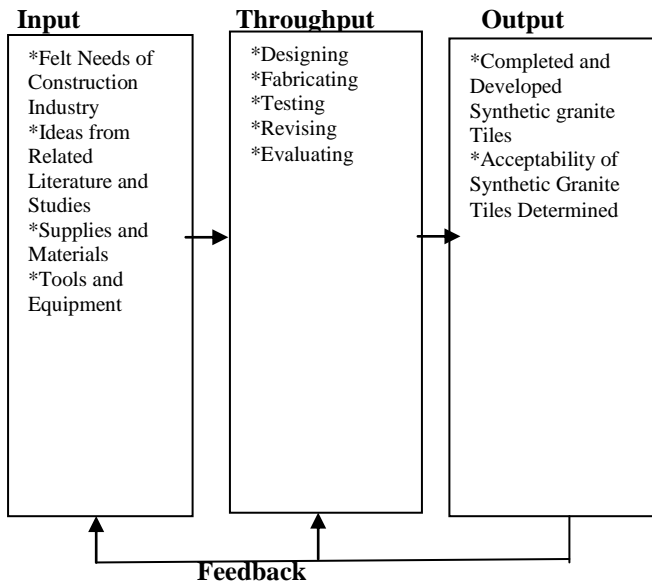 Input
*Felt Needs of
Construction
Industry
*Ideas from
Related
Literature and
Studies
*Supplies and
Materials
*Tools and
Equipment
Throughput
*Designing
*Fabricating
*Testing
*Revising
*Evaluating
Output
*Completed and
Developed
Synthetic granite
Tiles
*Acceptability of
Synthetic Granite
Tiles Determined
Feedback